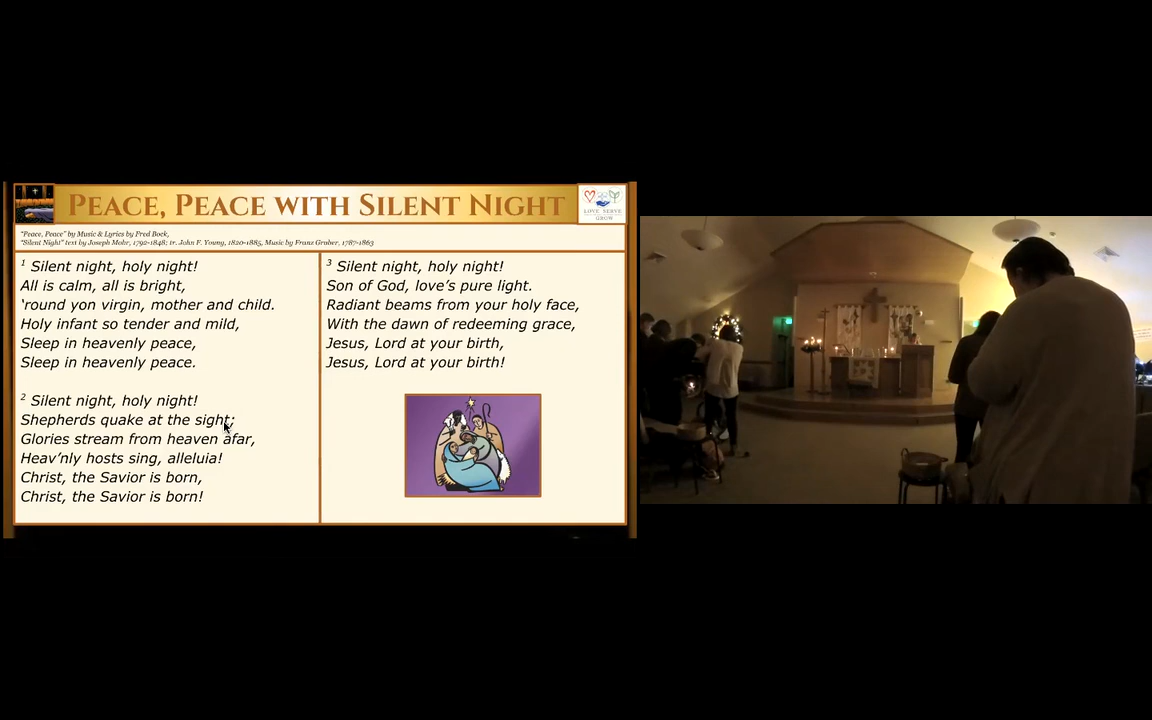 PEACE, PEACE WITH SILENT NIGHT
LOVE SERVE
GROW
"Peace, Peace" by Music & Lyrics by Fred Bock,
"Silent Night" text by Joseph Mohr, 1792-1848; tr. John F. Young, 1820-1885, Music by Franz Gruber, 1787-1863
1 Silent night, holy night!
All is calm, all is bright,
‘round yon virgin, mother and child.
Holy infant so tender and mild,
Sleep in heavenly peace,
Sleep in heavenly peace.
2 Silent night, holy night!
Shepherds quake at the sight;
Glories stream from heaven afar,
Heav’nly hosts sing, alleluia!
Christ, the Savior is born,
Christ, the Savior is born!
3 Silent night, holy night!
Son of God, love’s pure light.
Radiant beams from your holy face,
With the dawn of redeeming grace,
Jesus, Lord at your birth,
Jesus, Lord at your birth!